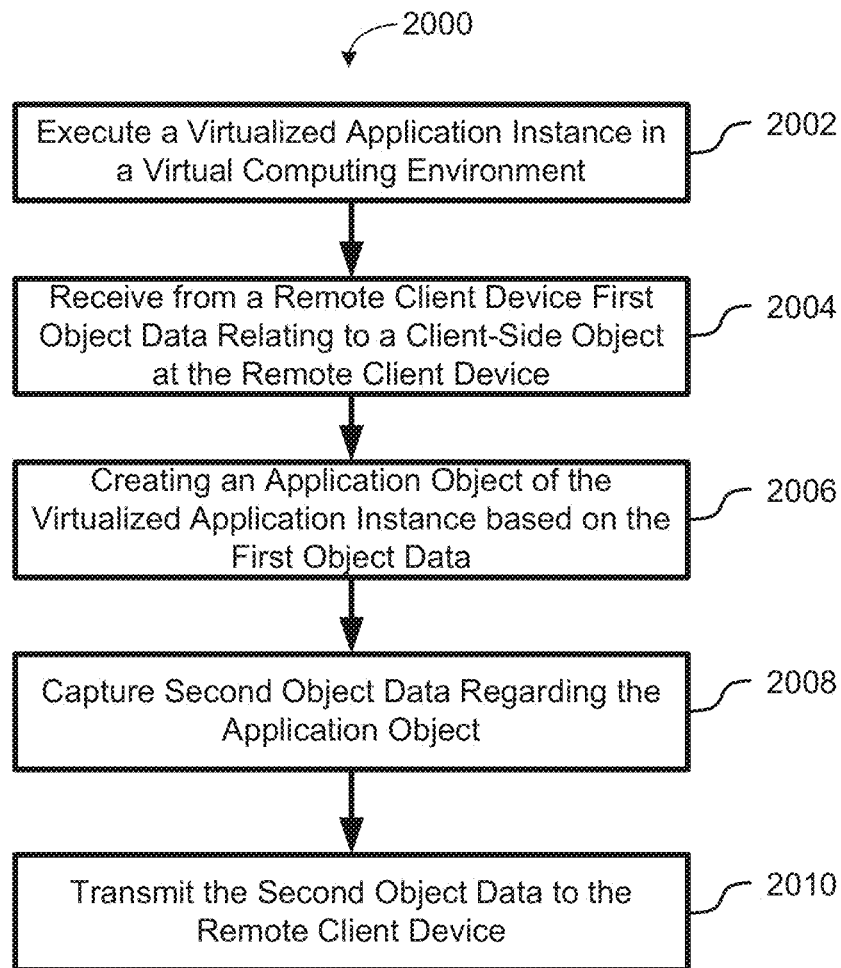 2000
Execute a Virtualized Application Instance in
a Virtual Computing Environment
2002
Receive from a Remote Client Device First
Object Data Relating to a Client-Side Object
at the Remote Client Device
2004
Creating an Application Object of the
Virtualized Application Instance based on the
First Object Data
2006
Capture Second Object Data Regarding the
Application Object
2008
Transmit the Second Object Data to the
Remote Client Device
2010